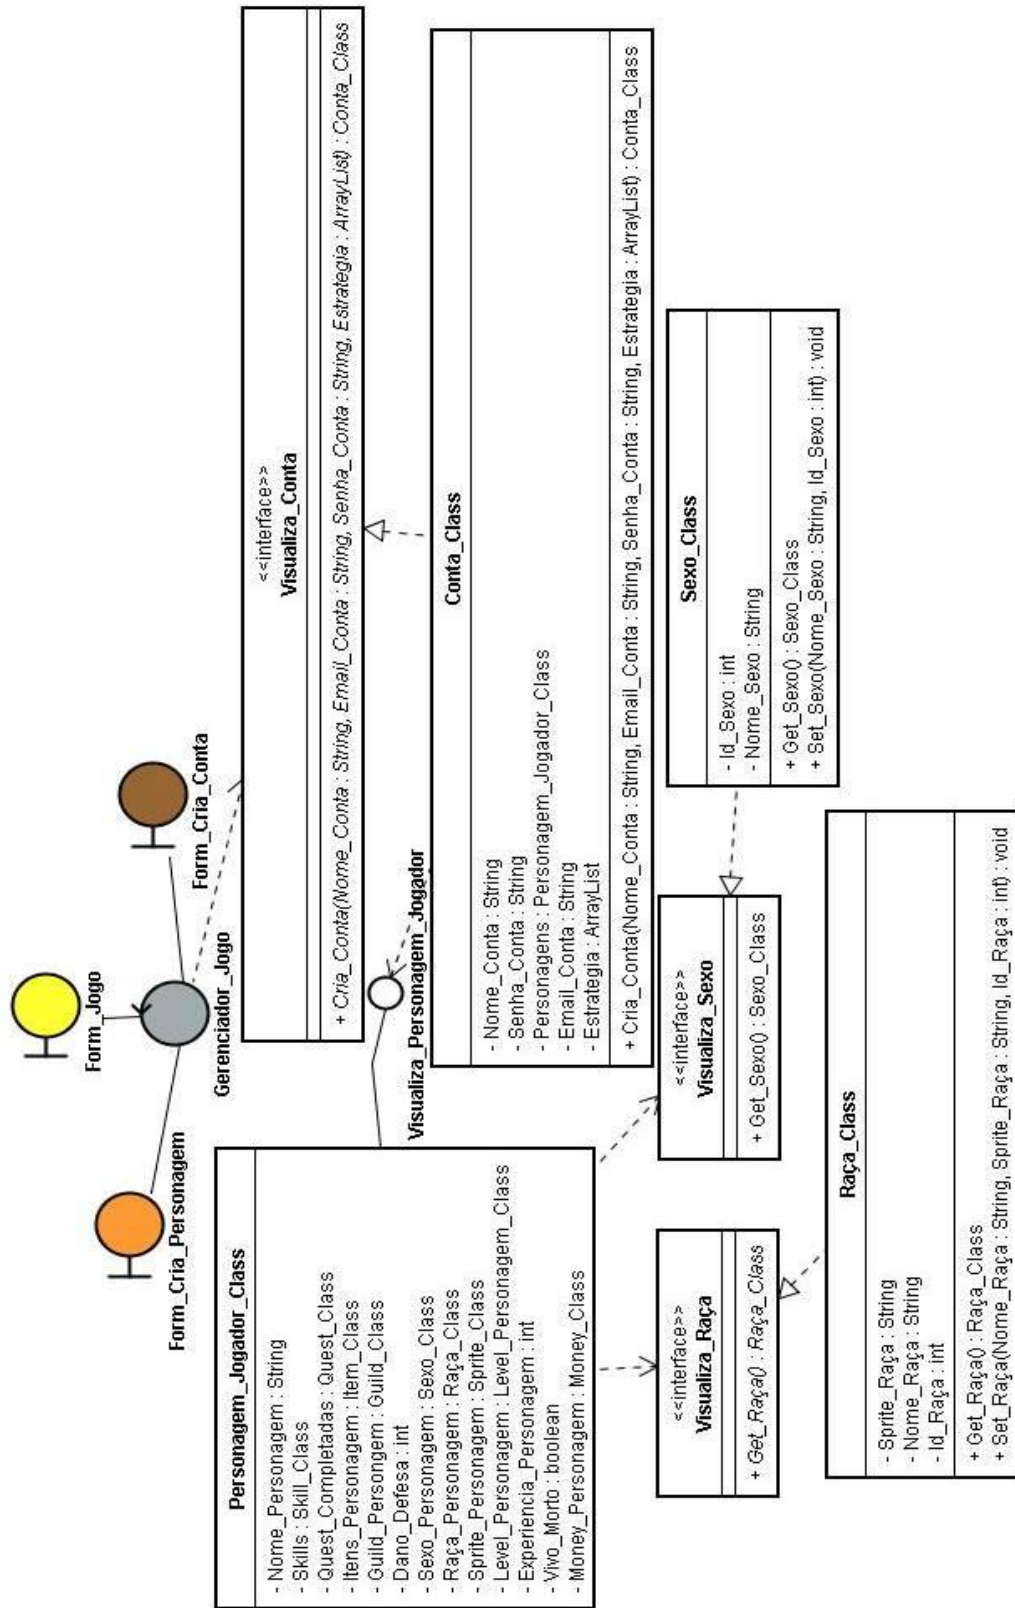 Form_Cria_Personagem
Form_Jogo
Form_Cria_Conta
Gerenciador_Jogo
<<interface>>
Visualiza_Conta
+ Cria_Conta(Nome_Conta : String, Email_Conta : String, Senha_Conta : String, Estrategia : ArrayList) : Conta_Class
Visualiza_Personagem_Jogador
Personagem_Jogador_Class
- Nome_Personagem : String
- Skills : Skill_Class
- Quest_Completadas : Quest_Class
- Itens_Personagem : Item_Class
- Guild_Persongem : Guild_Class
- Dano_Defesa : int
- Sexo_Personagem : Sexo_Class
- Raça_Personagem : Raça_Class
- Sprite_Personagem : Sprite_Class
- Level_Personagem : Level_Personagem_Class
- Experiencia_Personagem : int
- Vivo_Morto : boolean
- Money_Personagem : Money_Class
Conta_Class
- Nome_Conta : String
- Senha_Conta : String
- Personagens : Personagem_Jogador_Class
- Email_Conta : String
- Estrategia : ArrayList
+ Cria_Conta(Nome_Conta : String, Email_Conta : String, Senha_Conta : String, Estrategia : ArrayList) : Conta_Class
<<interface>>
Visualiza_Raça
+ Get_Raça() : Raça_Class
<<interface>>
Visualiza_Sexo
+ Get_Sexo() : Sexo_Class
Sexo_Class
- Id_Sexo : int
- Nome_Sexo : String
+ Get_Sexo() : Sexo_Class
+ Set_Sexo(Nome_Sexo : String, Id_Sexo : int) : void
Raça_Class
- Sprite_Raça : String
- Nome_Raça : String
- Id_Raça : int
+ Get_Raça() : Raça_Class
+ Set_Raça(Nome_Raça : String, Sprite_Raça : String, Id_Raça : int) : void